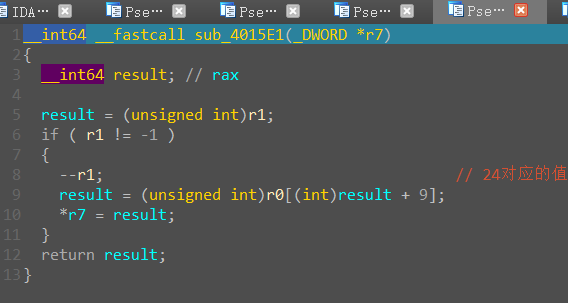 IDA… Pse… Pse… Pse… Pse… Pse…
1 __int64 __fastcall sub_4015E1(_DWORD *r7)
2 {
3 __int64 result; // rax
4
5 result = (unsigned int)r1;
6 if ( r1 != -1 )
7 {
8 --r1; // 24对应的值
9 result = (unsigned int)r0[(int)result + 9];
10 *r7 = result;
11 }
12 return result;
13 }